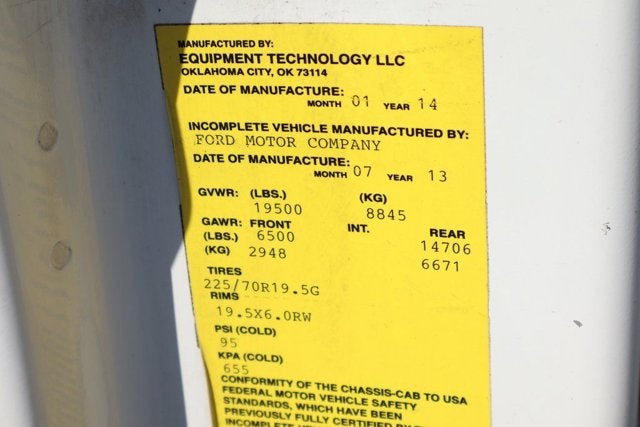 MANUFACTURED BY:
EQUIPMENT TECHNOLOGY LLC
OKLAHOMA CITY, OK 73114
DATE OF MANUFACTURE:
MONTH 01 YEAR 14
INCOMPLETE VEHICLE MANUFACTURED BY:
FORD MOTOR COMPANY
DATE OF MANUFACTURE:
MONTH 07 YEAR 13
GVWR: (LBS.) (KG)
19500 8845
GAWR: FRONT INT. REAR
(LBS.) 6500 14706
(KG) 2948 6671
TIRES
225/70R19.5G
RIMS
19.5X6.0RW
PSI (COLD)
95
KPA (COLD)
655
CONFORMITY OF THE CHASSIS-CAB TO USA
FEDERAL MOTOR VEHICLE SAFETY
STANDARDS, WHICH HAVE BEEN
PREVIOUSLY FULLY CERTIFIED
INCOMPLETE